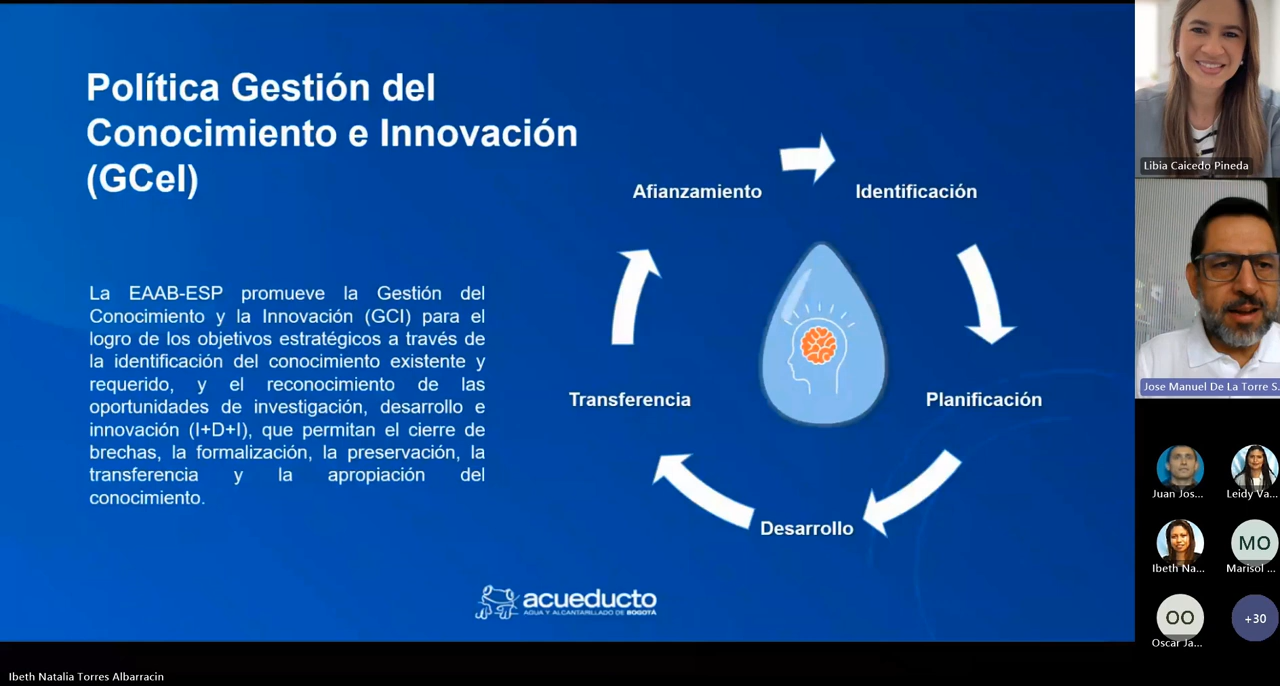 Política Gestión del
Conocimiento e Innovación
(GCeI)
La EAAB-ESP promueve la Gestión del
Conocimiento y la Innovación (GCI) para el
logro de los objetivos estratégicos a través de
la identificación del conocimiento existente y
requerido, y el reconocimiento de las
oportunidades de investigación, desarrollo e
innovación (I+D+I), que permitan el cierre de
brechas, la formalización, la preservación, la
transferencia y la apropiación del
conocimiento.
Afianzamiento
Identificación
Transferencia
Planificación
Desarrollo
acueducto
AGUA Y ALCANTARILLADO DE BOGOTÁ
Libia Caicedo Pineda
Jose Manuel De La Torre S...
Juan Jos...
Leidy Va...
Ibeth Na...
MO
Marisol ...
OO
Oscar Ja...
+30
Ibeth Natalia Torres Albarracin